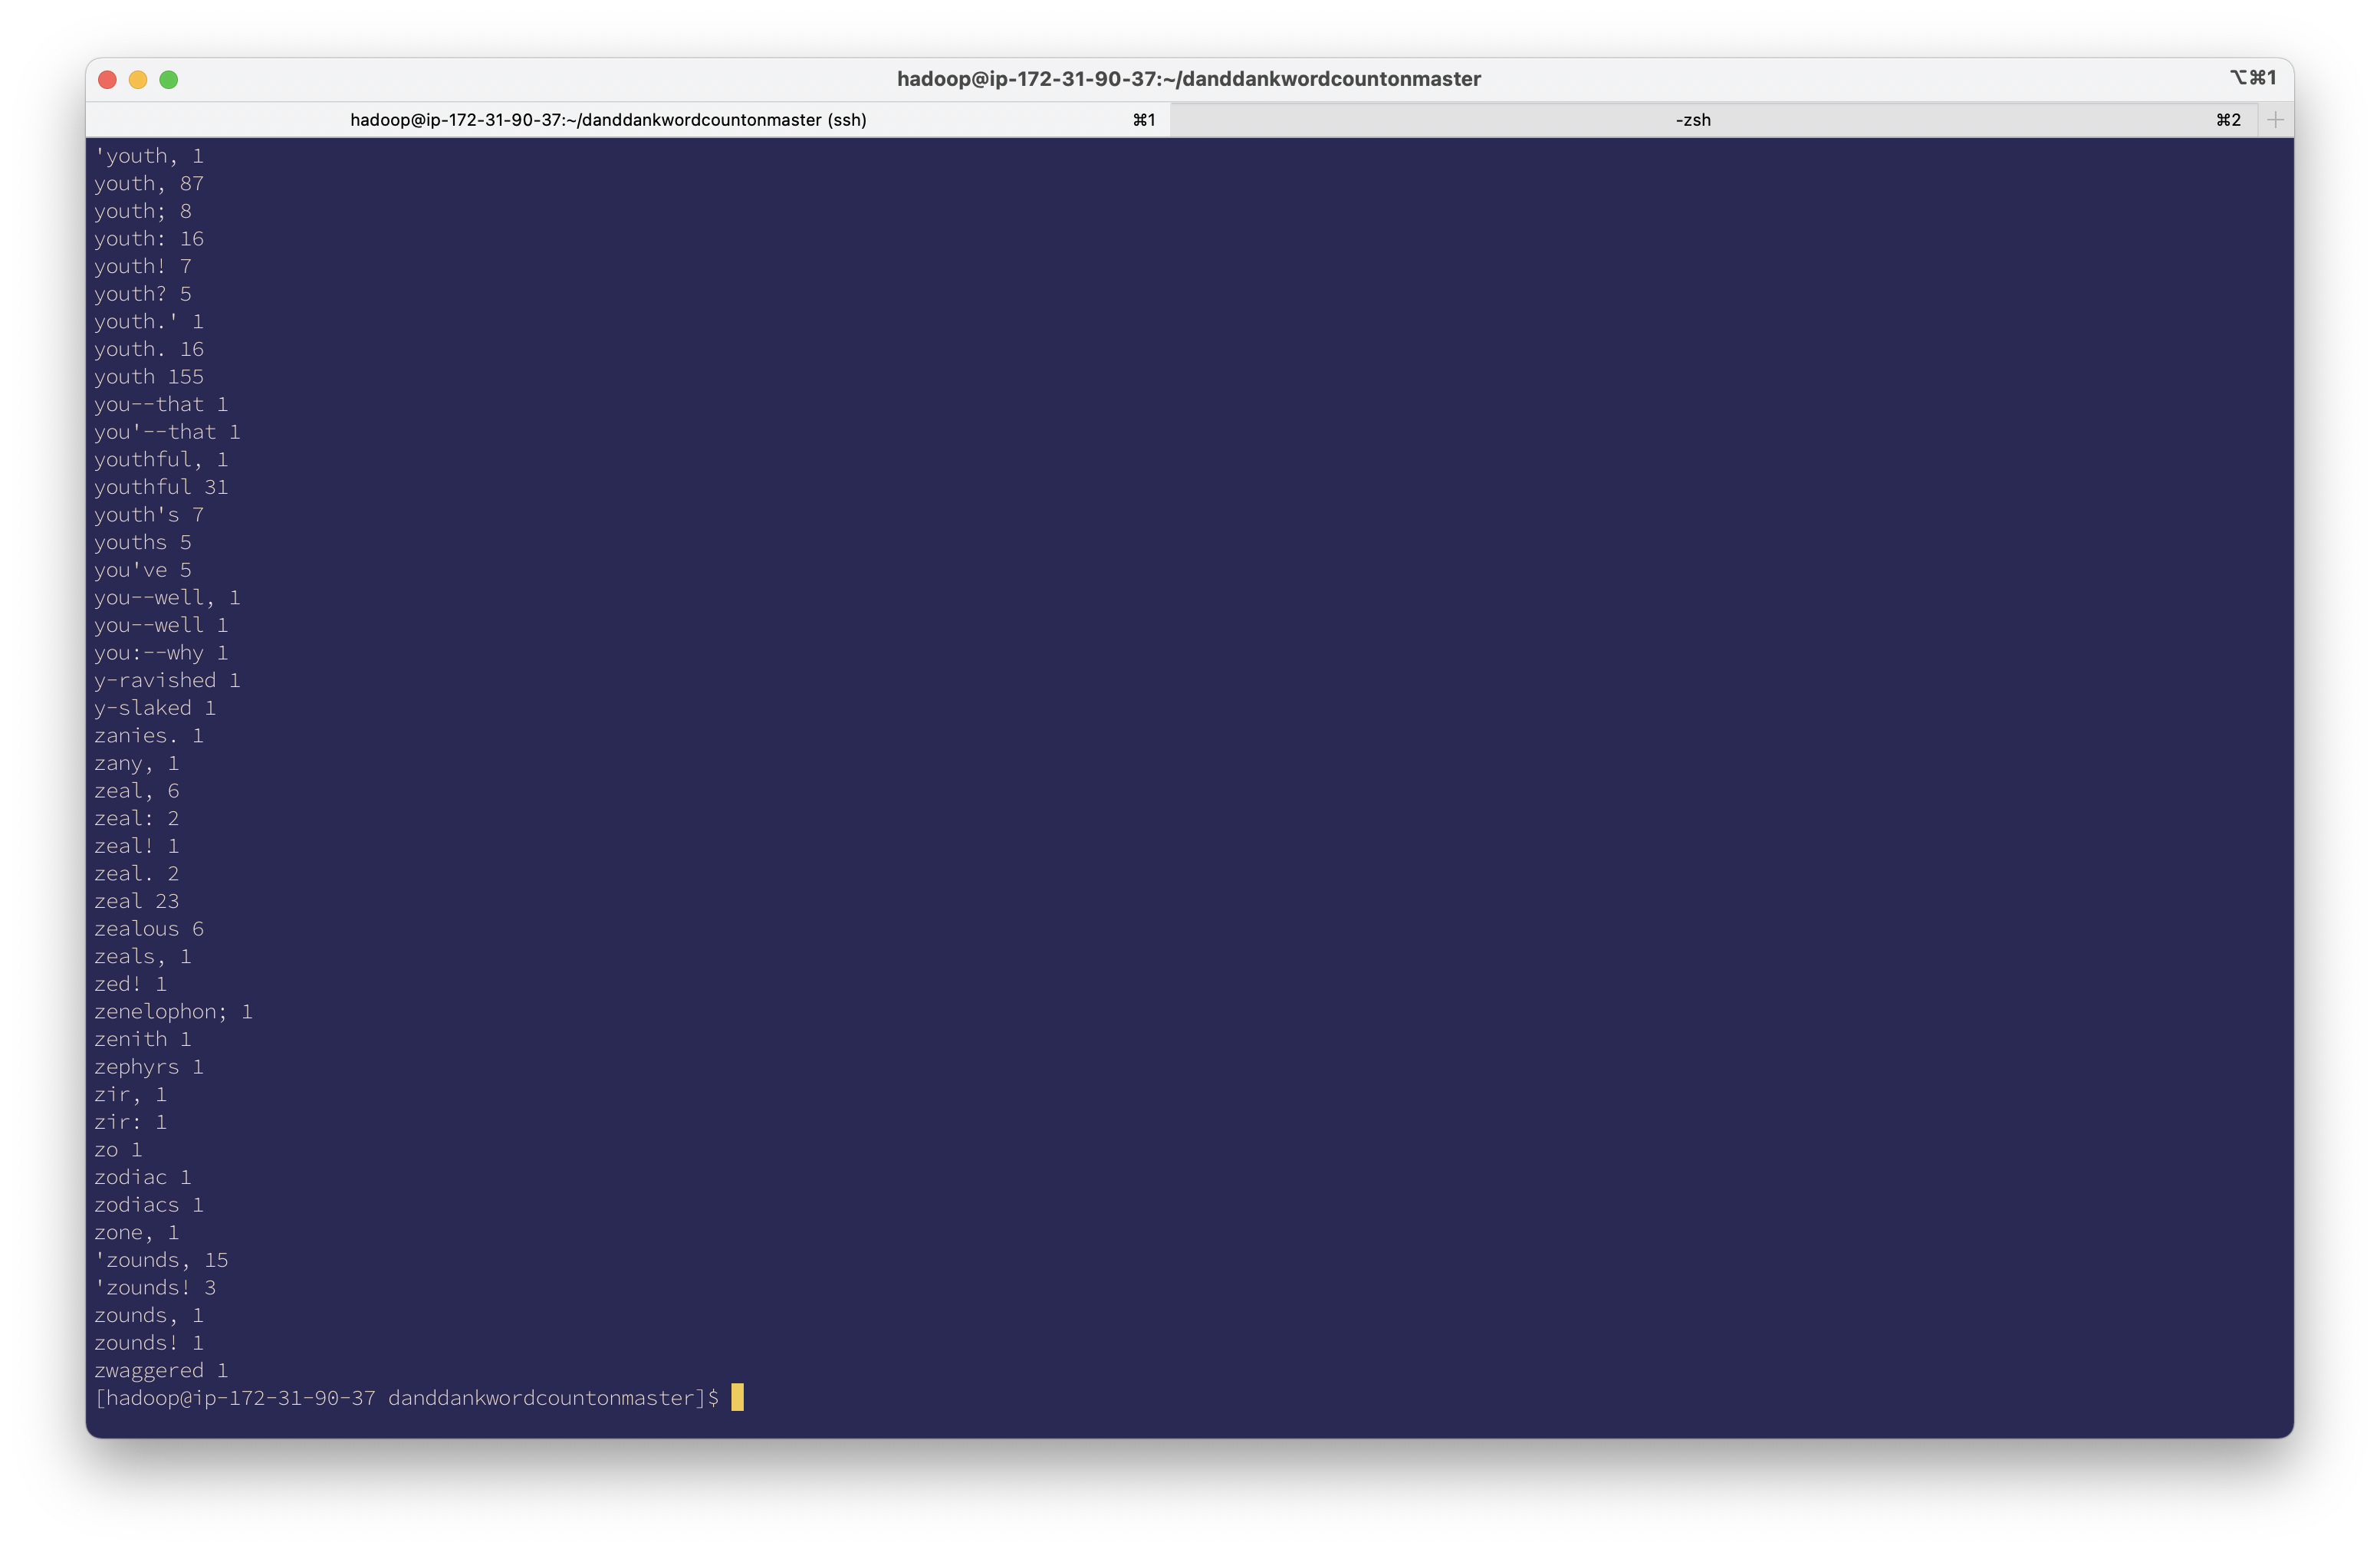 hadoop@ip-172-31-90-37:~/danddankwordcountonmaster ⌥⌘1
hadoop@ip-172-31-90-37:~/danddankwordcountonmaster (ssh) ⌘1 -zsh ⌘2 +
'youth, 1
youth, 87
youth; 8
youth: 16
youth! 7
youth? 5
youth.' 1
youth. 16
youth 155
you--that 1
you'--that 1
youthful, 1
youthful 31
youth's 7
youths 5
you've 5
you--well, 1
you--well 1
you:--why 1
y-ravished 1
y-slaked 1
zanies. 1
zany, 1
zeal, 6
zeal: 2
zeal! 1
zeal. 2
zeal 23
zealous 6
zeals, 1
zed! 1
zenelophon; 1
zenith 1
zephyrs 1
zir, 1
zir: 1
zo 1
zodiac 1
zodiacs 1
zone, 1
'zounds, 15
'zounds! 3
zounds, 1
zounds! 1
zwaggered 1
[hadoop@ip-172-31-90-37 danddankwordcountonmaster]$